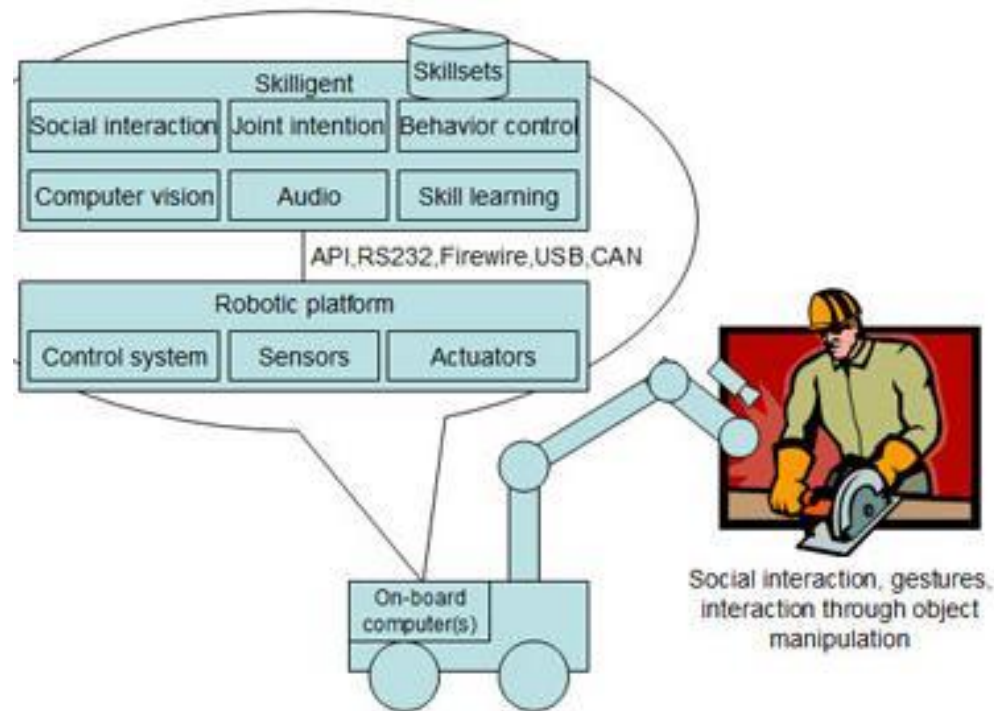 Skillsets
Skilligent
Social interaction
Joint intention
Behavior control
Computer vision
Audio
Skill learning
API,RS232,Firewire,USB,CAN
Robotic platform
Control system
Sensors
Actuators
On-board
computer(s)
Social interaction, gestures,
interaction through object
manipulation